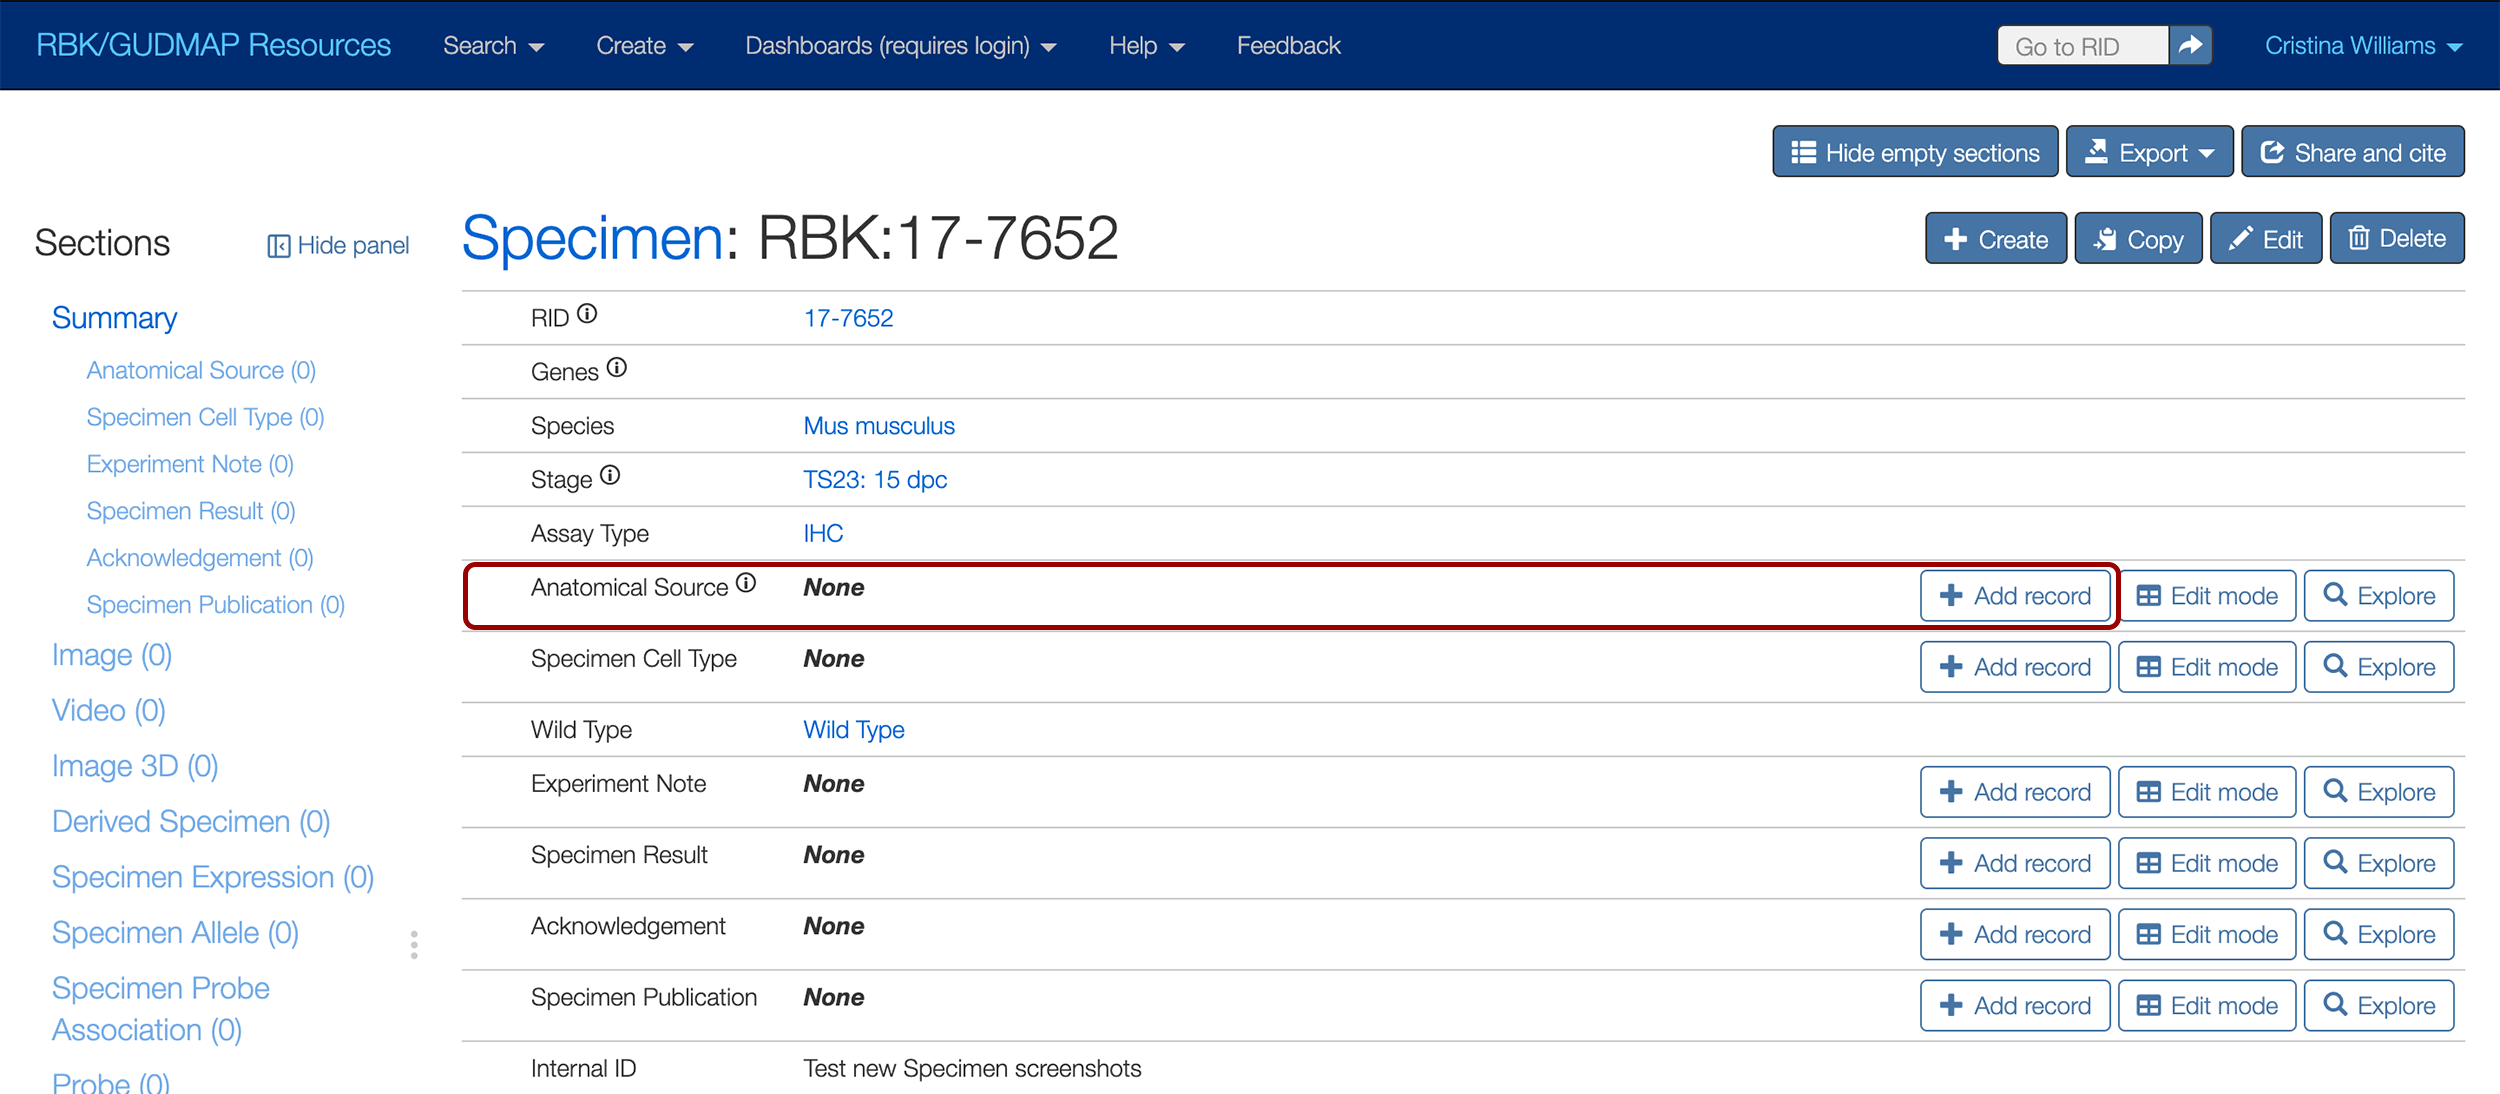 RBK/GUDMAP Resources Search Create Dashboards (requires login) Help Feedback Go to RID Cristina Williams
Hide empty sections Export Share and cite
Sections Hide panel
Specimen: RBK:17-7652
Create Copy Edit Delete
Summary
Anatomical Source (0)
Specimen Cell Type (0)
Experiment Note (0)
Specimen Result (0)
Acknowledgement (0)
Specimen Publication (0)
Image (0)
Video (0)
Image 3D (0)
Derived Specimen (0)
Specimen Expression (0)
Specimen Allele (0)
Specimen Probe
Association (0)
Probe (0)
RID 17-7652
Genes
Species Mus musculus
Stage TS23: 15 dpc
Assay Type IHC
Anatomical Source None Add record Edit mode Explore
Specimen Cell Type None Add record Edit mode Explore
Wild Type Wild Type
Experiment Note None Add record Edit mode Explore
Specimen Result None Add record Edit mode Explore
Acknowledgement None Add record Edit mode Explore
Specimen Publication None Add record Edit mode Explore
Internal ID Test new Specimen screenshots